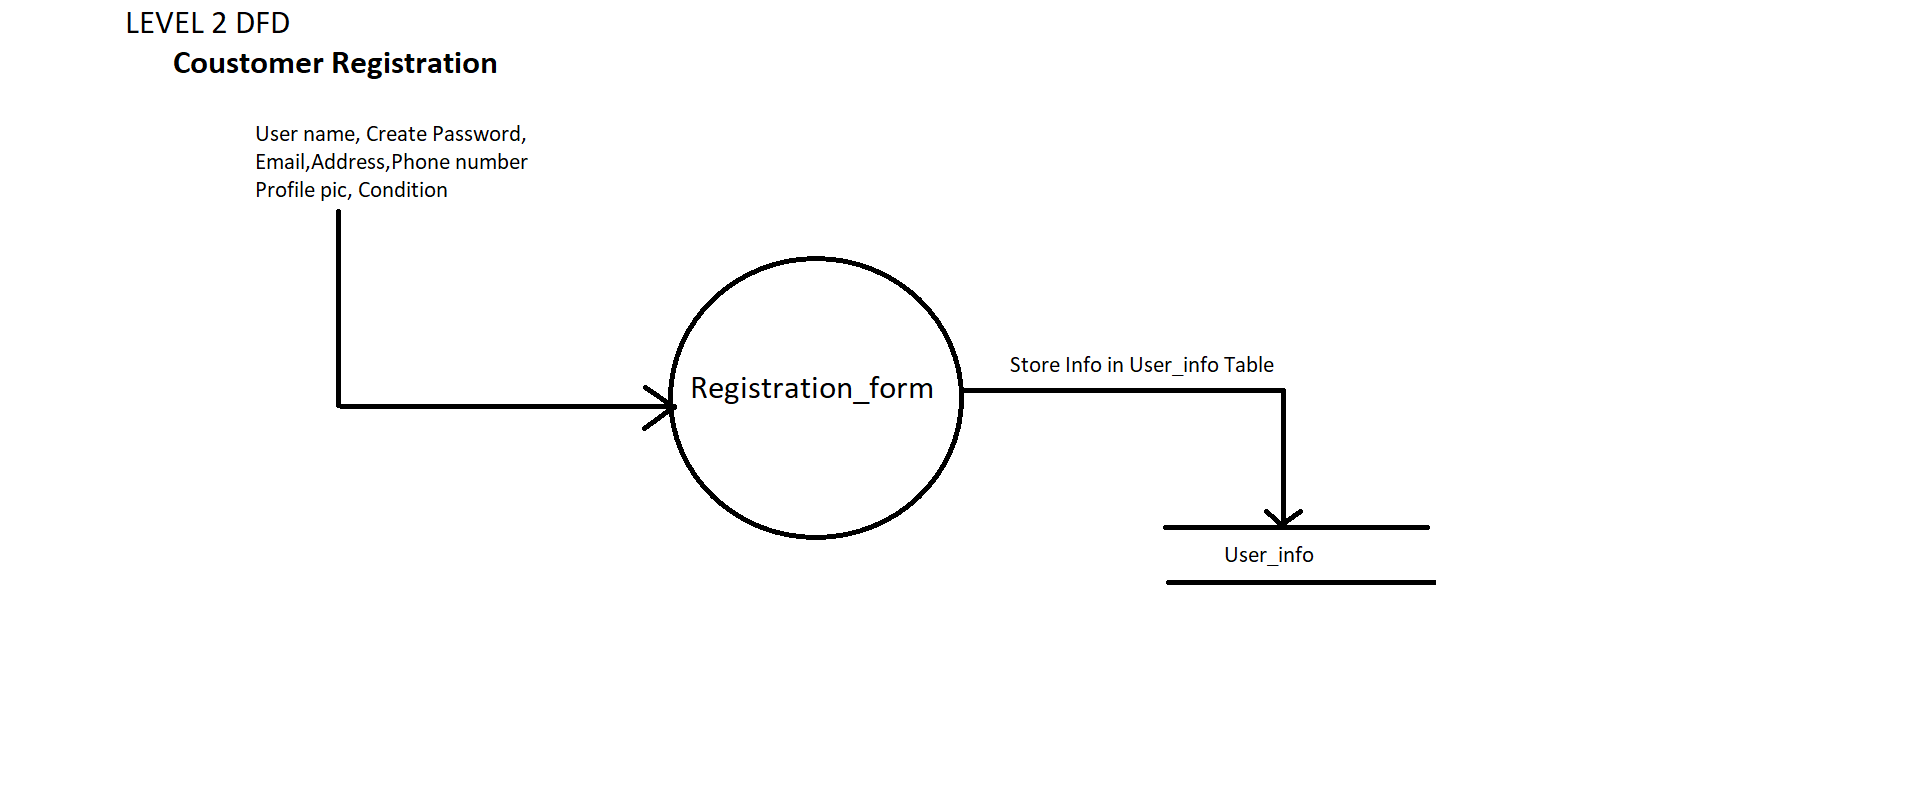 LEVEL 2 DFD
Coustomer Registration
User name, Create Password,
Email,Address,Phone number
Profile pic, Condition
Registration_form
Store Info in User_info Table
User_info